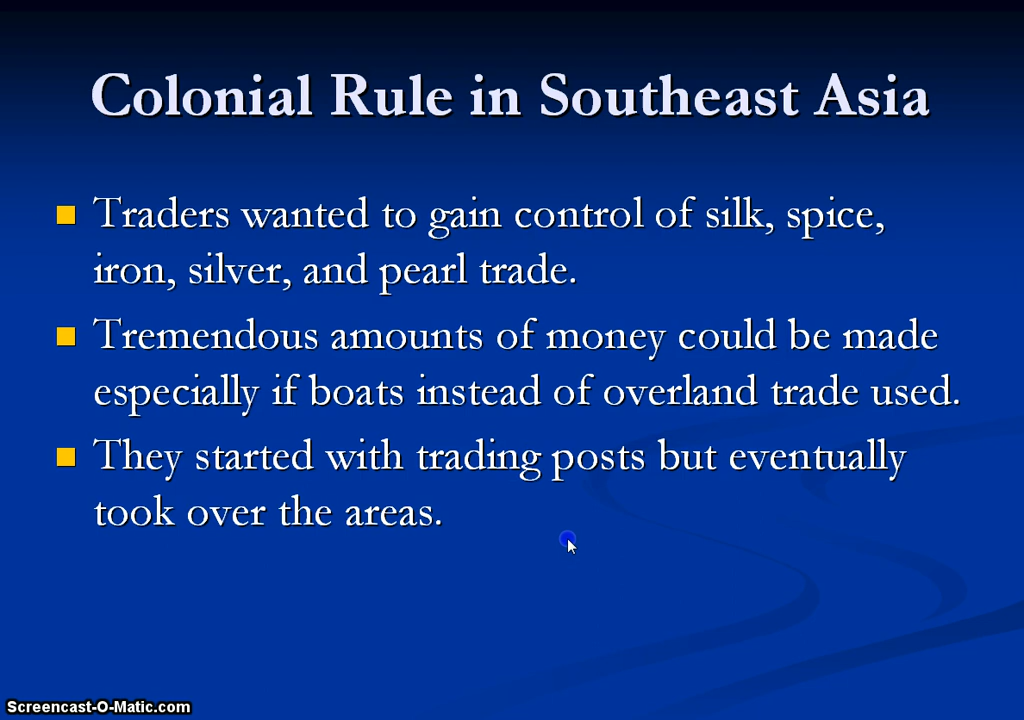 Colonial Rule in Southeast Asia
Traders wanted to gain control of silk, spice,
iron, silver, and pearl trade.
Tremendous amounts of money could be made
especially if boats instead of overland trade used.
They started with trading posts but eventually
took over the areas.
Screencast-O-Matic.com